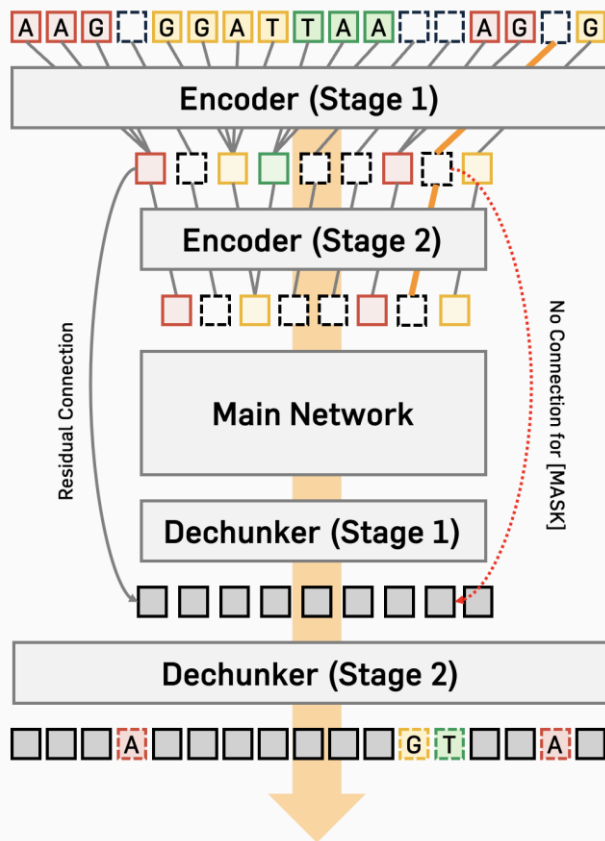 A A G G G A T T A A A G G
Encoder (Stage 1)
Encoder (Stage 2)
Residual Connection
No Connection for [MASK]
Main Network
Dechunker (Stage 1)
Dechunker (Stage 2)
A G T A